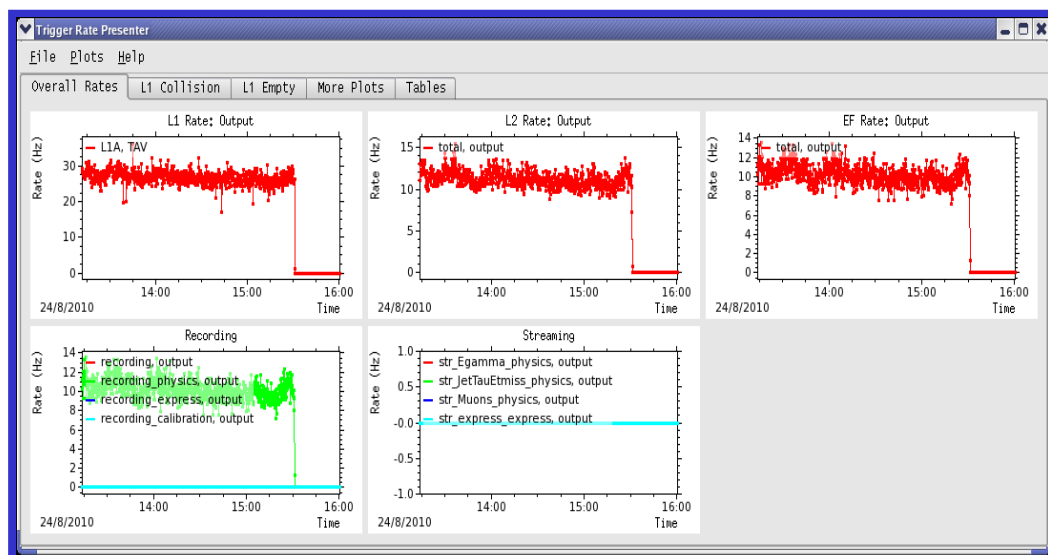 Trigger Rate Presenter
File Plots Help
Overall Rates L1 Collision L1 Empty More Plots Tables
L1 Rate: Output
Rate (Hz)
L1A, TAV
30
20
10
0
14:00 15:00 16:00
24/8/2010 Time
L2 Rate: Output
Rate (Hz)
total, output
15
10
5
0
14:00 15:00 16:00
24/8/2010 Time
EF Rate: Output
Rate (Hz)
total, output
14
12
10
8
6
4
2
0
14:00 15:00 16:00
24/8/2010 Time
Recording
Rate (Hz)
recording, output
recording_physics, output
recording_express, output
recording_calibration, output
14
12
10
8
6
4
2
0
14:00 15:00 16:00
24/8/2010 Time
Streaming
Rate (Hz)
str_Egamma_physics, output
str_JetTauEtmiss_physics, output
str_Muons_physics, output
str_express_express, output
1.0
0.5
-0.0
-0.5
-1.0
14:00 15:00 16:00
24/8/2010 Time